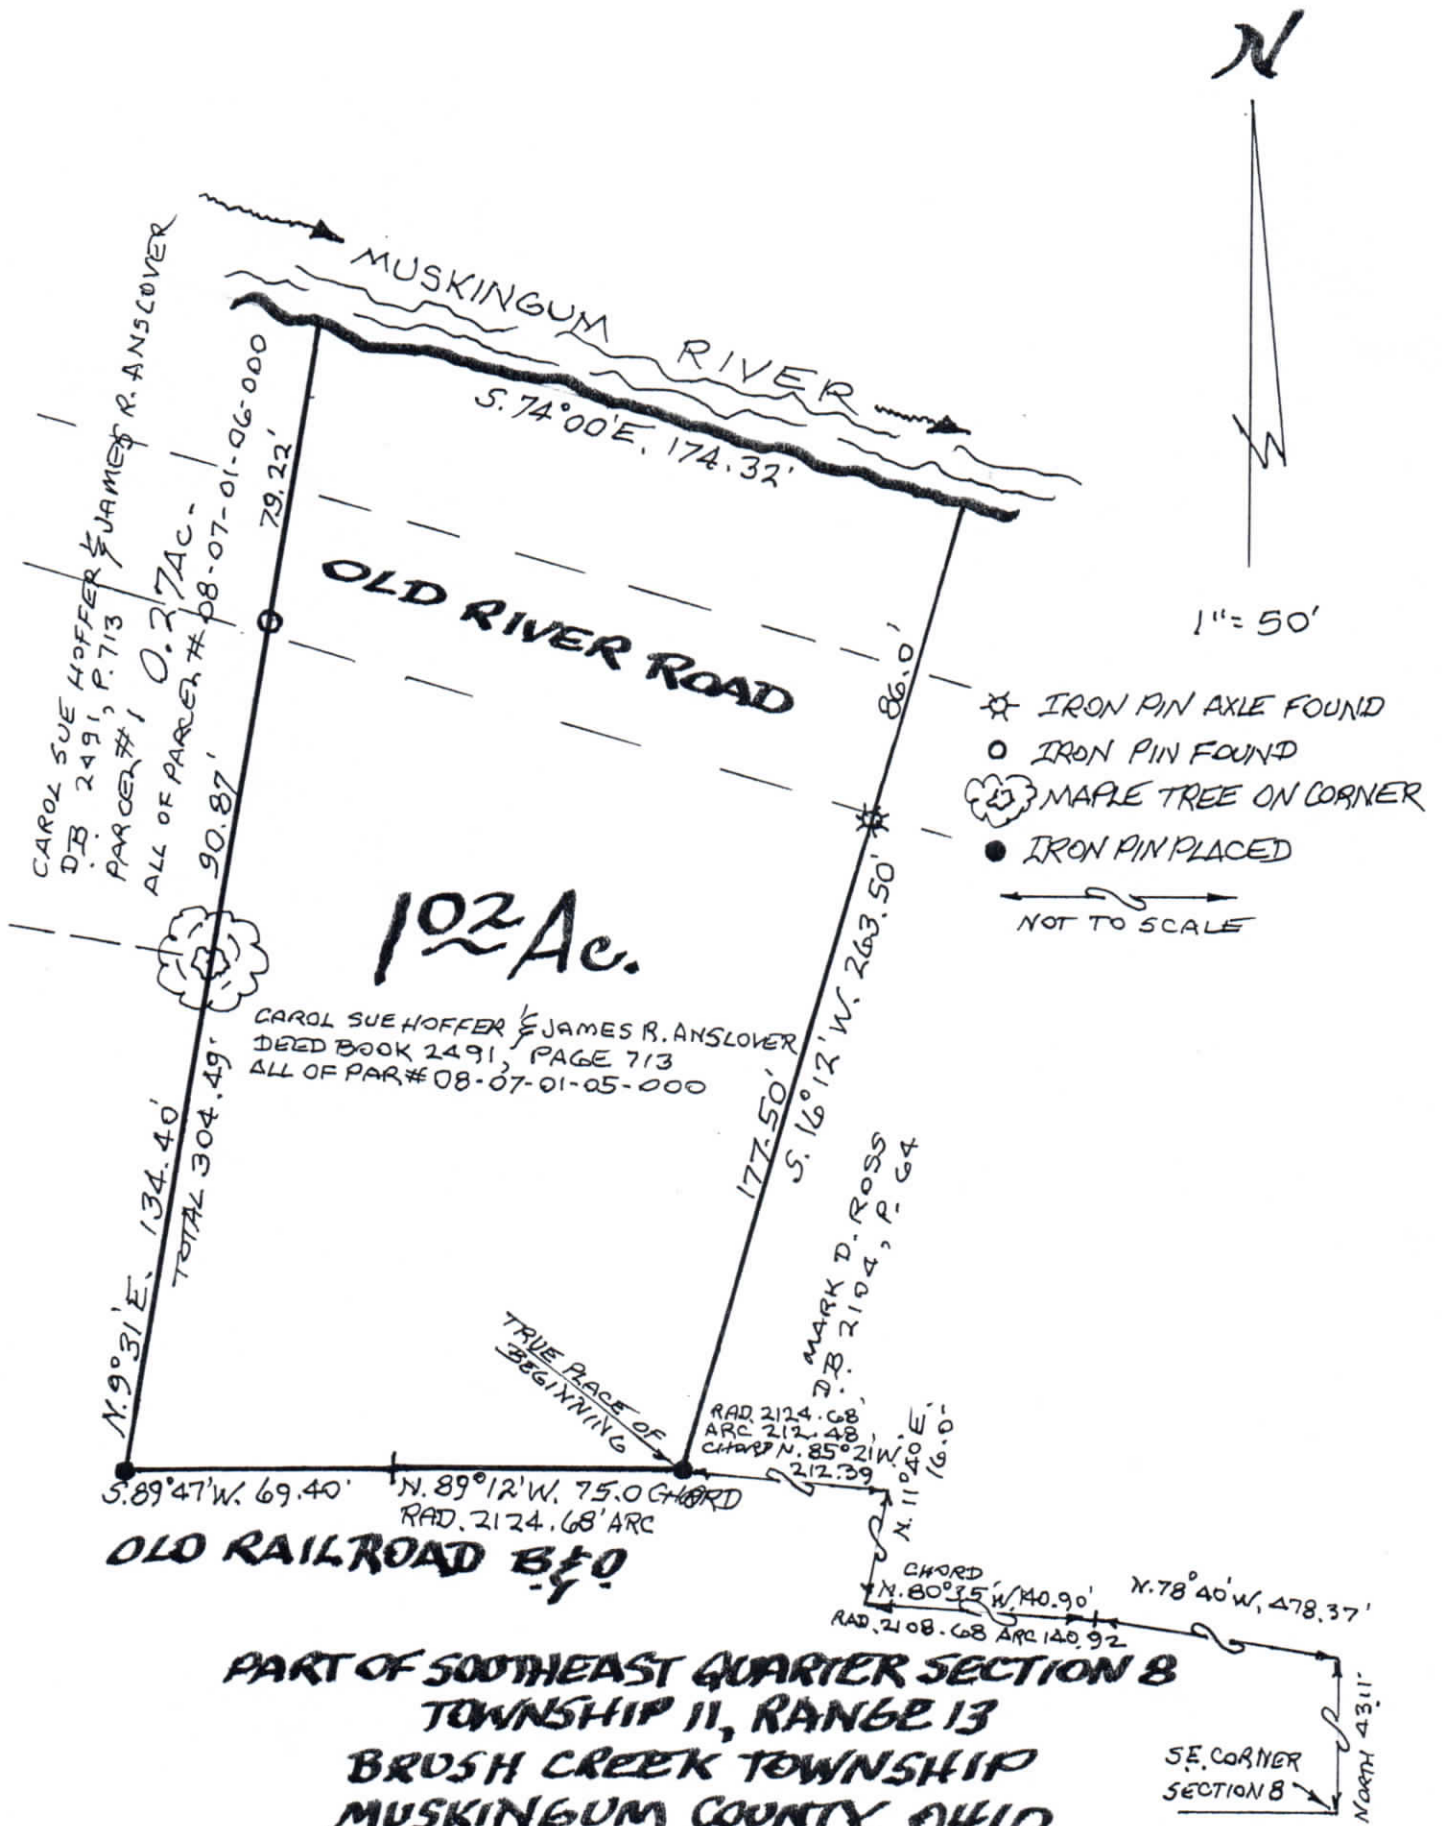 N
1"= 50'
IRON PIN AXLE FOUND
IRON PIN FOUND
MAPLE TREE ON CORNER
IRON PIN PLACED
NOT TO SCALE
MUSKINGUM RIVER
S. 74°00'E. 174.32'
OLD RIVER ROAD
CAROL SUE HOFFER & JAMES R. ANSLOVER
D.B. 2491, P. 713
PARCEL #1 0.27 Ac-
ALL OF PARCEL # 08-07-01-06-000
79.22'
90.87'
N. 9°31'E. 134.40'
TOTAL 304.49'
86.0'
177.50'
S. 16°12'W. 263.50'
1 02 Ac.
CAROL SUE HOFFER & JAMES R. ANSLOVER
DEED BOOK 2491, PAGE 713
ALL OF PAR# 08-07-01-05-000
MARK D. ROSS
D.B. 2104, P. 64
TRUE PLACE OF
BEGINNING
RAD. 2124.68'
ARC 212.48'
CHORD N. 85°21'W.
212.39
N. 11°40'E.
16.0-
S. 89°47'W. 69.40'
N. 89°12'W. 75.0 CHORD
RAD. 2124.68' ARC
OLD RAILROAD B & O
CHORD
N. 80°35'W. 140.90'
RAD. 2108.68 ARC 140.92
N. 78°40'W, 478.37'
NORTH 431.1'
S.E. CORNER
SECTION 8
PART OF SOUTHEAST QUARTER SECTION 8
TOWNSHIP 11, RANGE 13
BRUSH CREEK TOWNSHIP
MUSKINGUM COUNTY OHIO